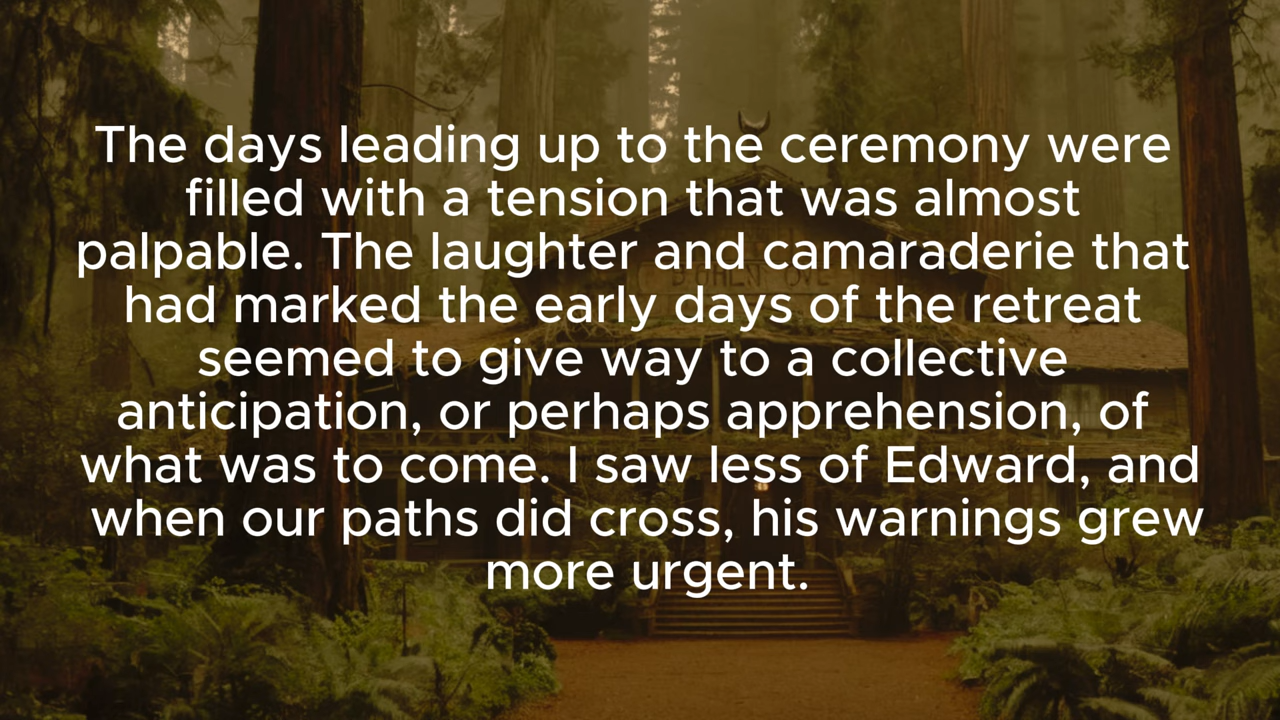 The days leading up to the ceremony were
filled with a tension that was almost
palpable. The laughter and camaraderie that
had marked the early days of the retreat
seemed to give way to a collective
anticipation, or perhaps apprehension, of
what was to come. I saw less of Edward, and
when our paths did cross, his warnings grew
more urgent.